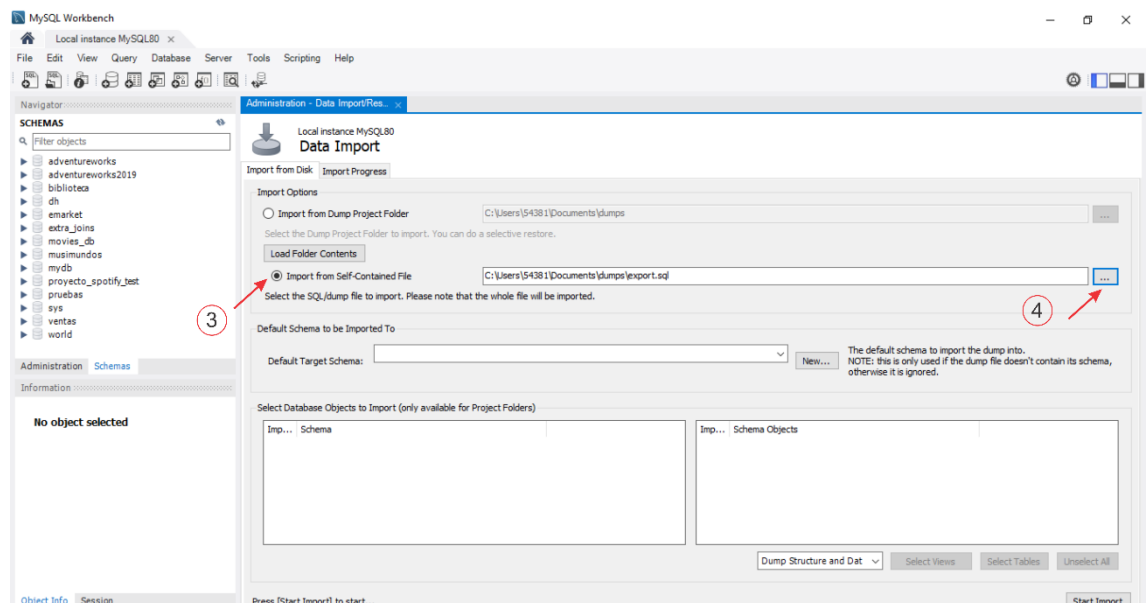 MySQL Workbench
Local instance MySQL80 ×
File Edit View Query Database Server Tools Scripting Help
Navigator
SCHEMAS
Filter objects
adventureworks
adventureworks2019
biblioteca
dh
emarket
extra_joins
movies_db
musimundos
mydb
proyecto_spotify_test
pruebas
sys
ventas
world
Administration Schemas
Information
No object selected
Object Info Session
Administration - Data Import/Res... ×
Local instance MySQL80
Data Import
Import from Disk Import Progress
Import Options
Import from Dump Project Folder C:\Users\54381\Documents\dumps ...
Select the Dump Project Folder to import. You can do a selective restore.
Load Folder Contents
Import from Self-Contained File C:\Users\54381\Documents\dumps\export.sql ...
Select the SQL/dump file to import. Please note that the whole file will be imported.
3
4
Default Schema to be Imported To
Default Target Schema: New...
The default schema to import the dump into.
NOTE: this is only used if the dump file doesn't contain its schema,
otherwise it is ignored.
Select Database Objects to Import (only available for Project Folders)
Imp... Schema
Imp... Schema Objects
Dump Structure and Dat Select Views Select Tables Unselect All
Press [Start Import] to start... Start Import